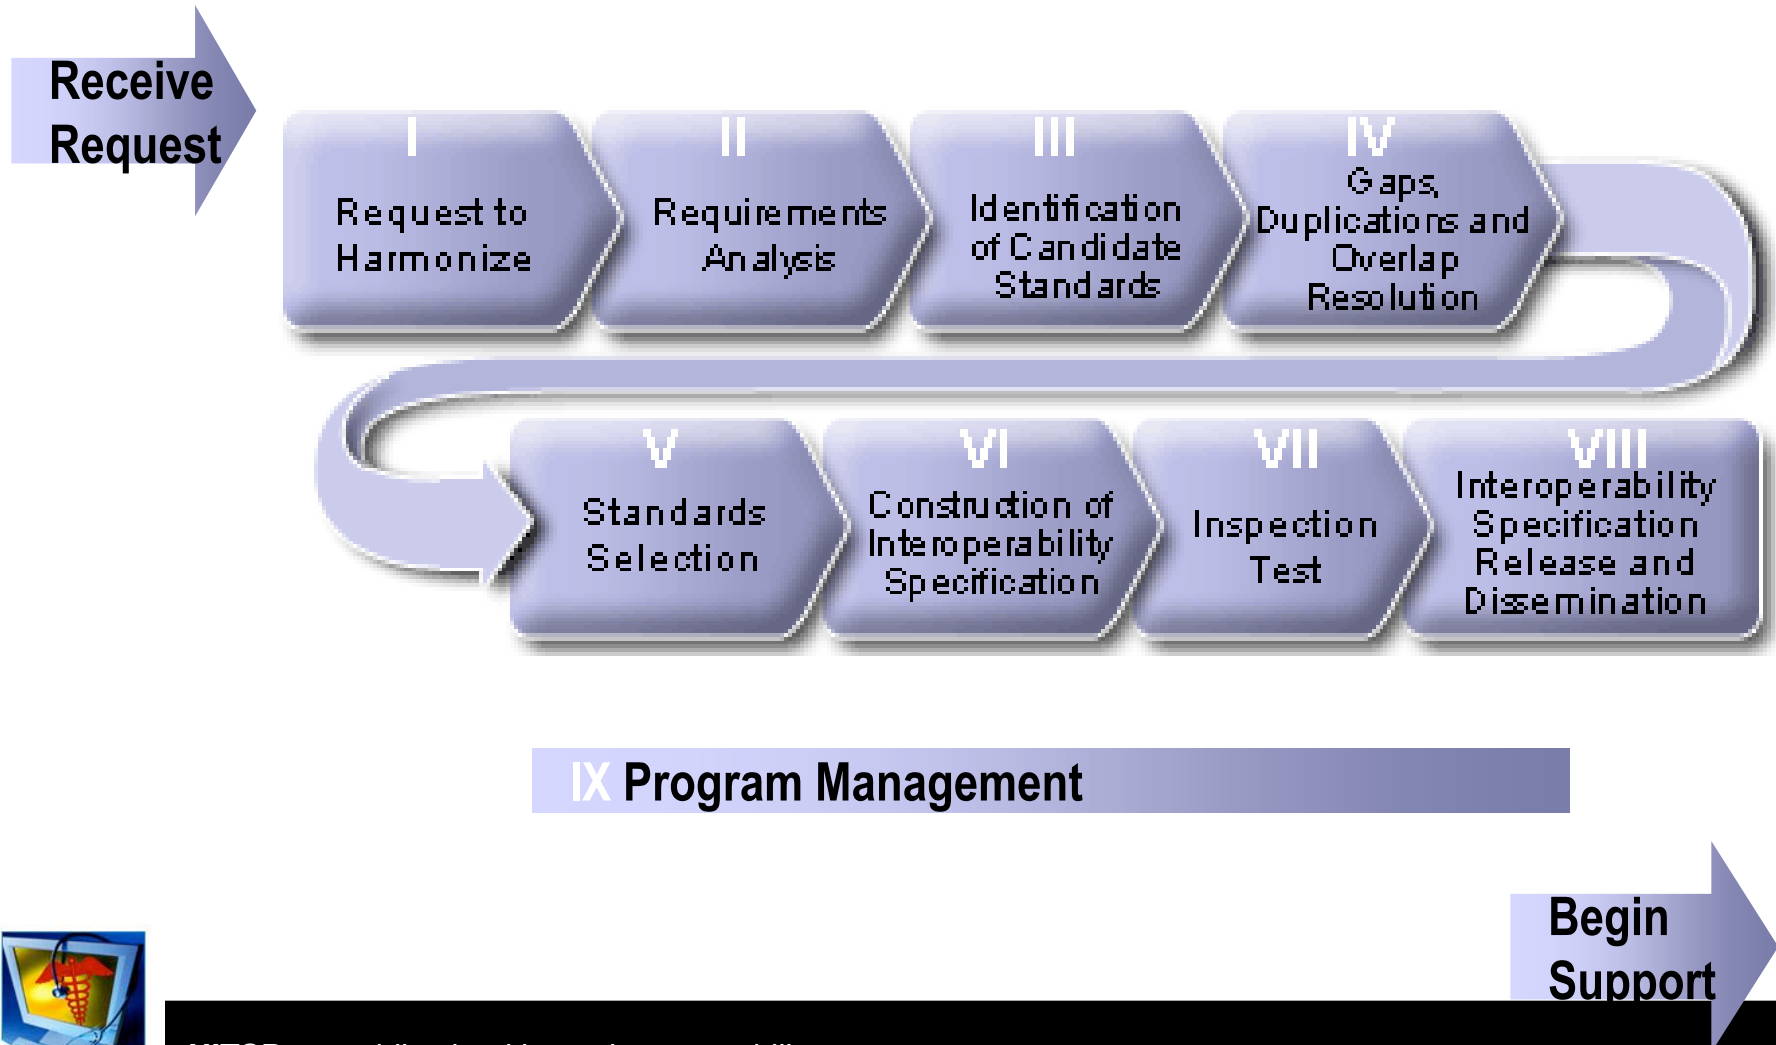 Receive
Request
I
Request to
Harmonize
II
Requirements
Analysis
III
Identification
of Candidate
Standards
IV
Gaps,
Duplications and
Overlap
Resolution
V
Standards
Selection
VI
Construction of
Interoperability
Specification
VII
Inspection
Test
VIII
Interoperability
Specification
Release and
Dissemination
IX Program Management
Begin
Support